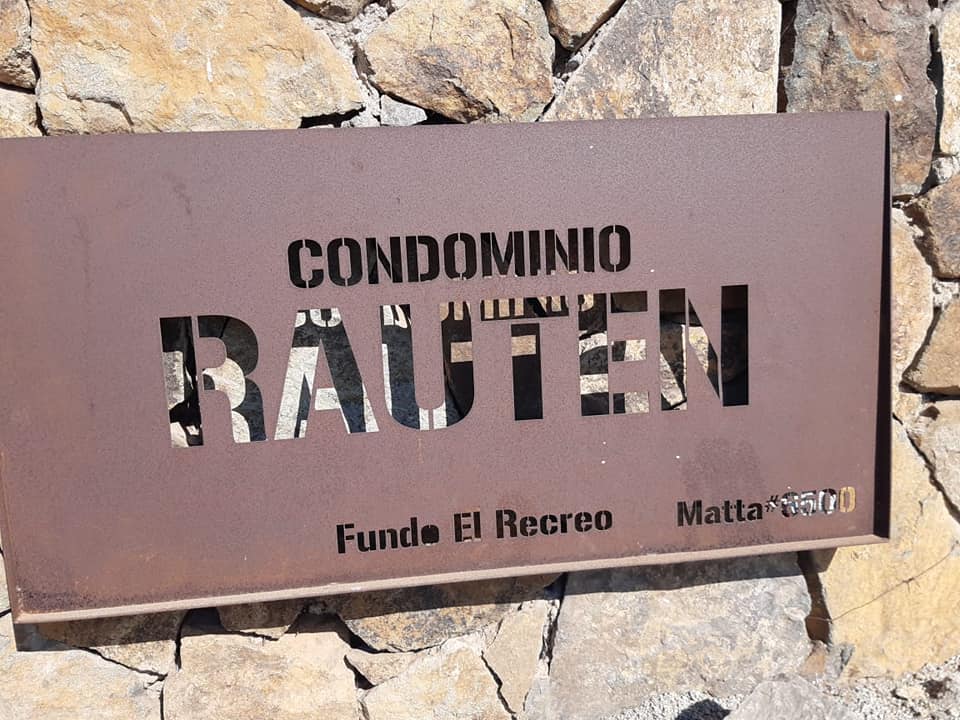 CONDOMINIO
RAUTEN
Fundo El Recreo Matta #8500